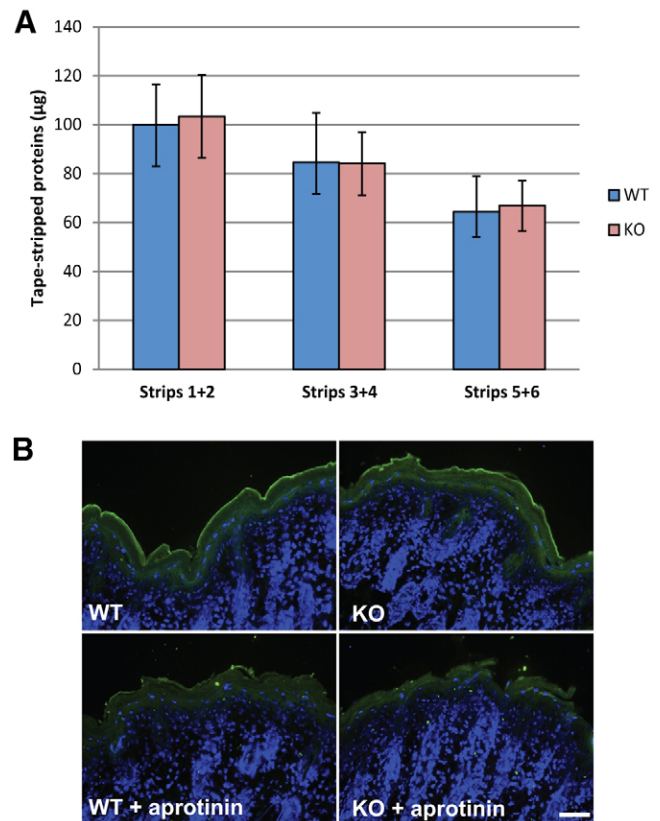 A
Tape-stripped proteins (µg)
140
120
100
80
60
40
20
0
Strips 1+2
Strips 3+4
Strips 5+6
WT
KO
B
WT
KO
WT + aprotinin
KO + aprotinin